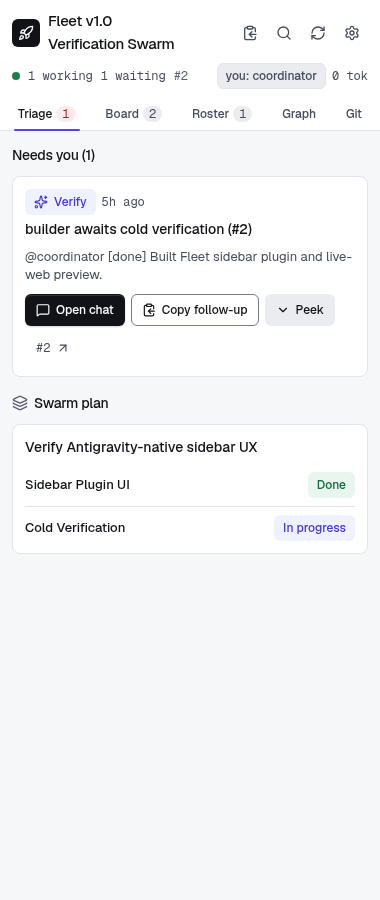 Fleet v1.0
Verification Swarm
1 working 1 waiting #2
you: coordinator
0 tok
Triage 1
Board 2
Roster 1
Graph
Git
Needs you (1)
Verify
5h ago
builder awaits cold verification (#2)
@coordinator [done] Built Fleet sidebar plugin and live-
web preview.
Open chat
Copy follow-up
Peek
#2
Swarm plan
Verify Antigravity-native sidebar UX
Sidebar Plugin UI
Done
Cold Verification
In progress